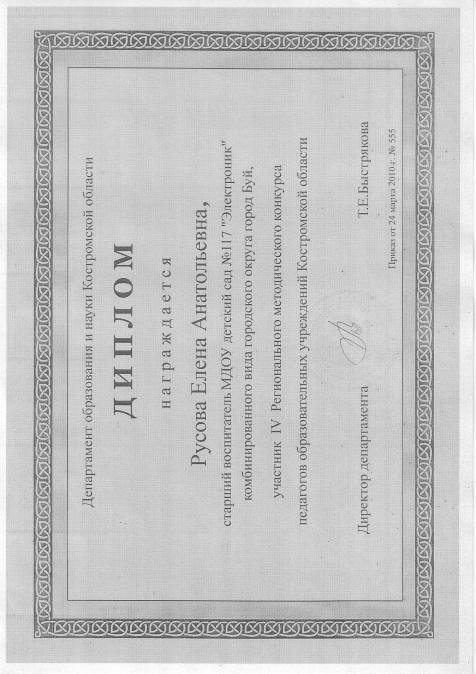 Департамент образования и науки Костромской области
ДИПЛОМ
награждается
Русова Елена Анатольевна,
старший воспитатель МДОУ детский сад №117 "Электроник"
комбинированного вида городского округа город Буй,
участник IV Регионального методического конкурса
педагогов образовательных учреждений Костромской области
Директор департамента Т.Е.Быстрякова
Приказ от 24 марта 2010 г. № 555